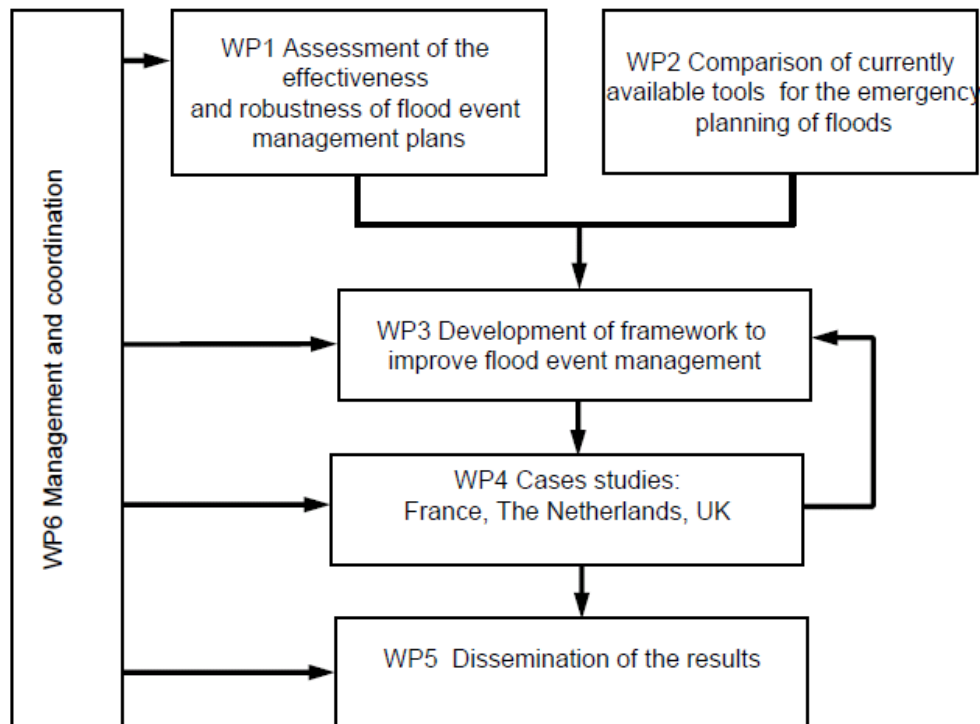 WP6 Management and coordination
WP1 Assessment of the
effectiveness
and robustness of flood event
management plans
WP2 Comparison of currently
available tools for the emergency
planning of floods
WP3 Development of framework to
improve flood event management
WP4 Cases studies:
France, The Netherlands, UK
WP5 Dissemination of the results